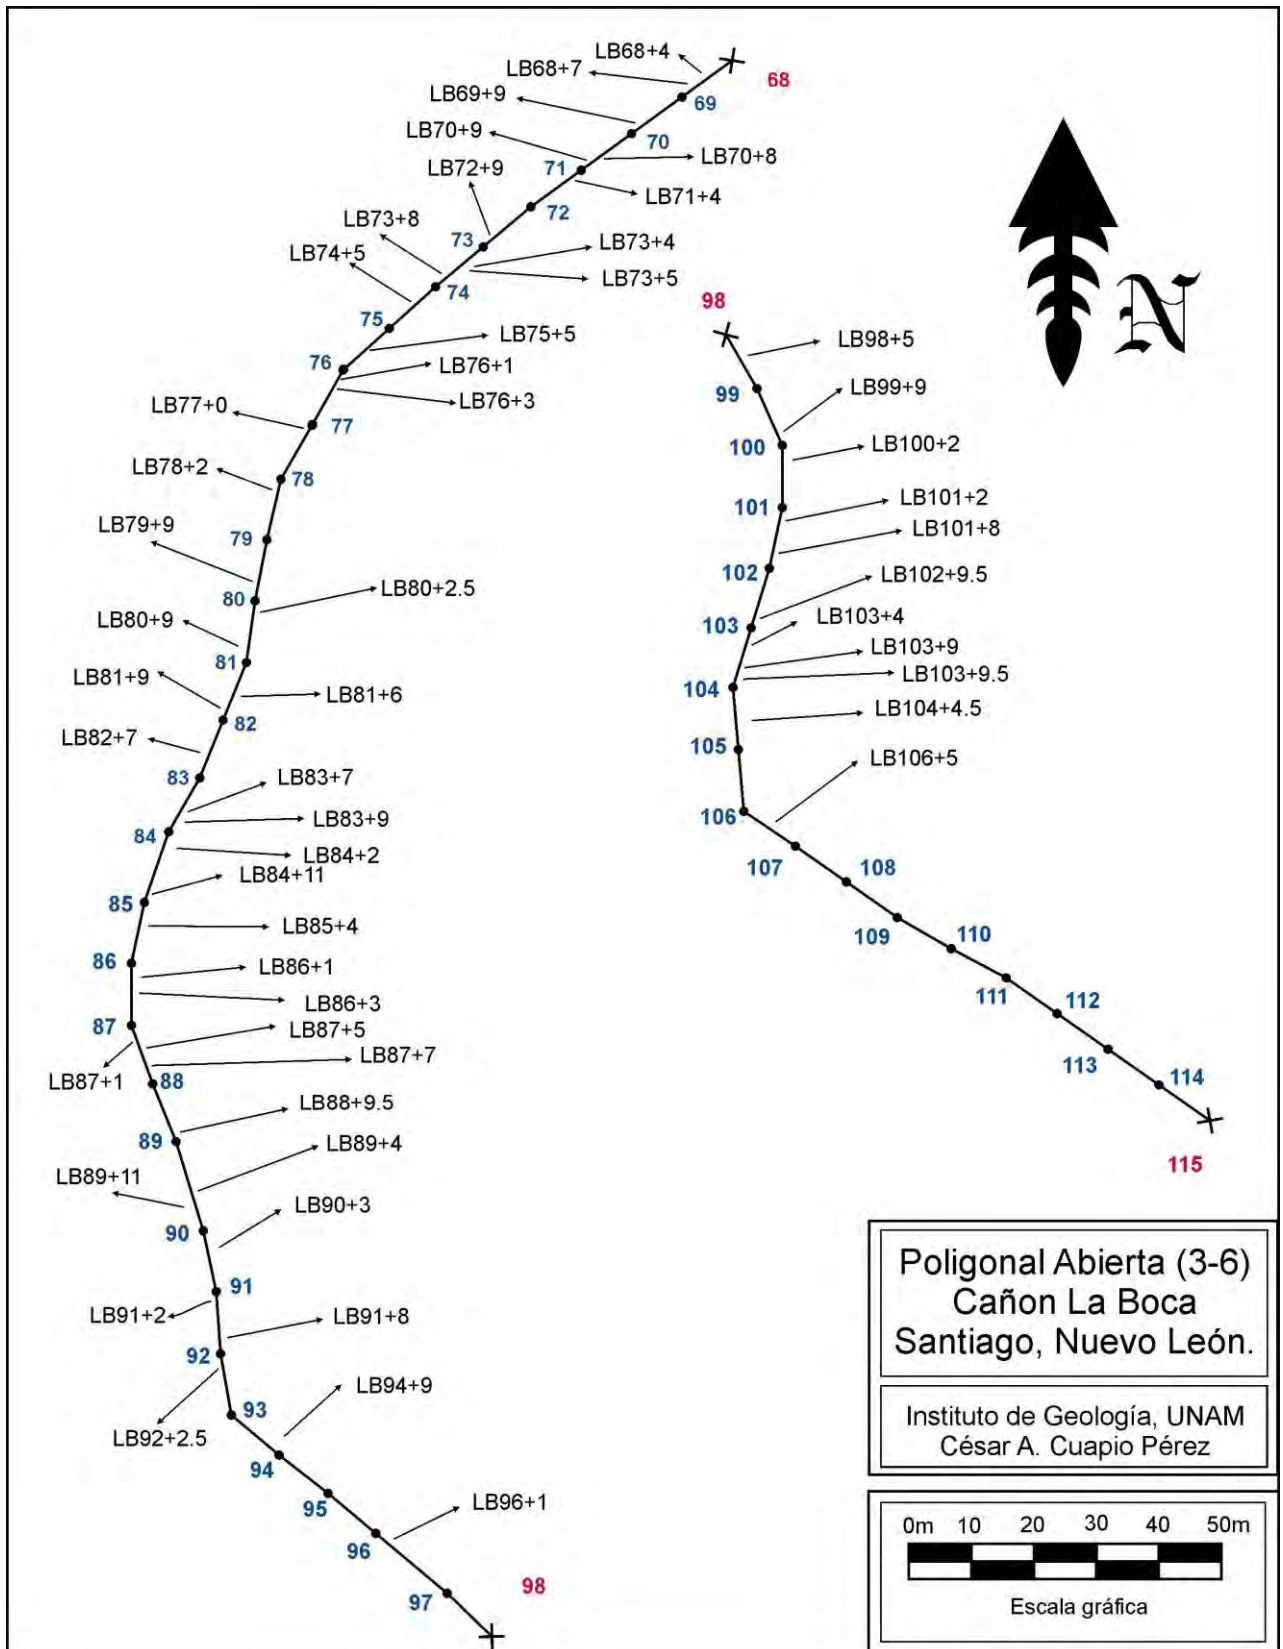 LB68+4
68
LB68+7
69
LB69+9
70
LB70+9
LB70+8
71
LB71+4
LB72+9
72
LB73+8
73
LB73+4
LB74+5
LB73+5
74
75
LB75+5
76
LB76+1
LB76+3
LB77+0
77
LB78+2
78
LB79+9
79
80
LB80+2.5
LB80+9
81
LB81+9
LB81+6
82
LB82+7
83
LB83+7
LB83+9
84
LB84+2
LB84+11
85
LB85+4
86
LB86+1
LB86+3
87
LB87+5
LB87+7
LB87+1
88
LB88+9.5
89
LB89+4
LB89+11
LB90+3
90
91
LB91+2
LB91+8
92
LB94+9
93
LB92+2.5
94
95
LB96+1
96
98
97
N
98
LB98+5
99
LB99+9
100
LB100+2
LB101+2
101
LB101+8
102
LB102+9.5
LB103+4
103
LB103+9
LB103+9.5
104
LB104+4.5
105
LB106+5
106
107
108
109
110
111
112
113
114
115
Poligonal Abierta (3-6)
Cañon La Boca
Santiago, Nuevo León.
Instituto de Geología, UNAM
César A. Cuapio Pérez
0m 10 20 30 40 50m
Escala gráfica